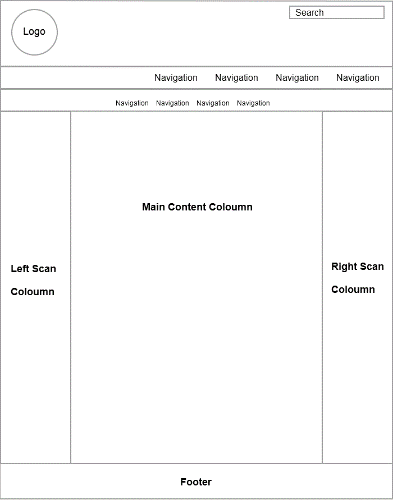 Search
Logo
Navigation Navigation Navigation Navigation
Navigation Navigation Navigation Navigation
Main Content Coloumn
Left Scan
Coloumn
Right Scan
Coloumn
Footer